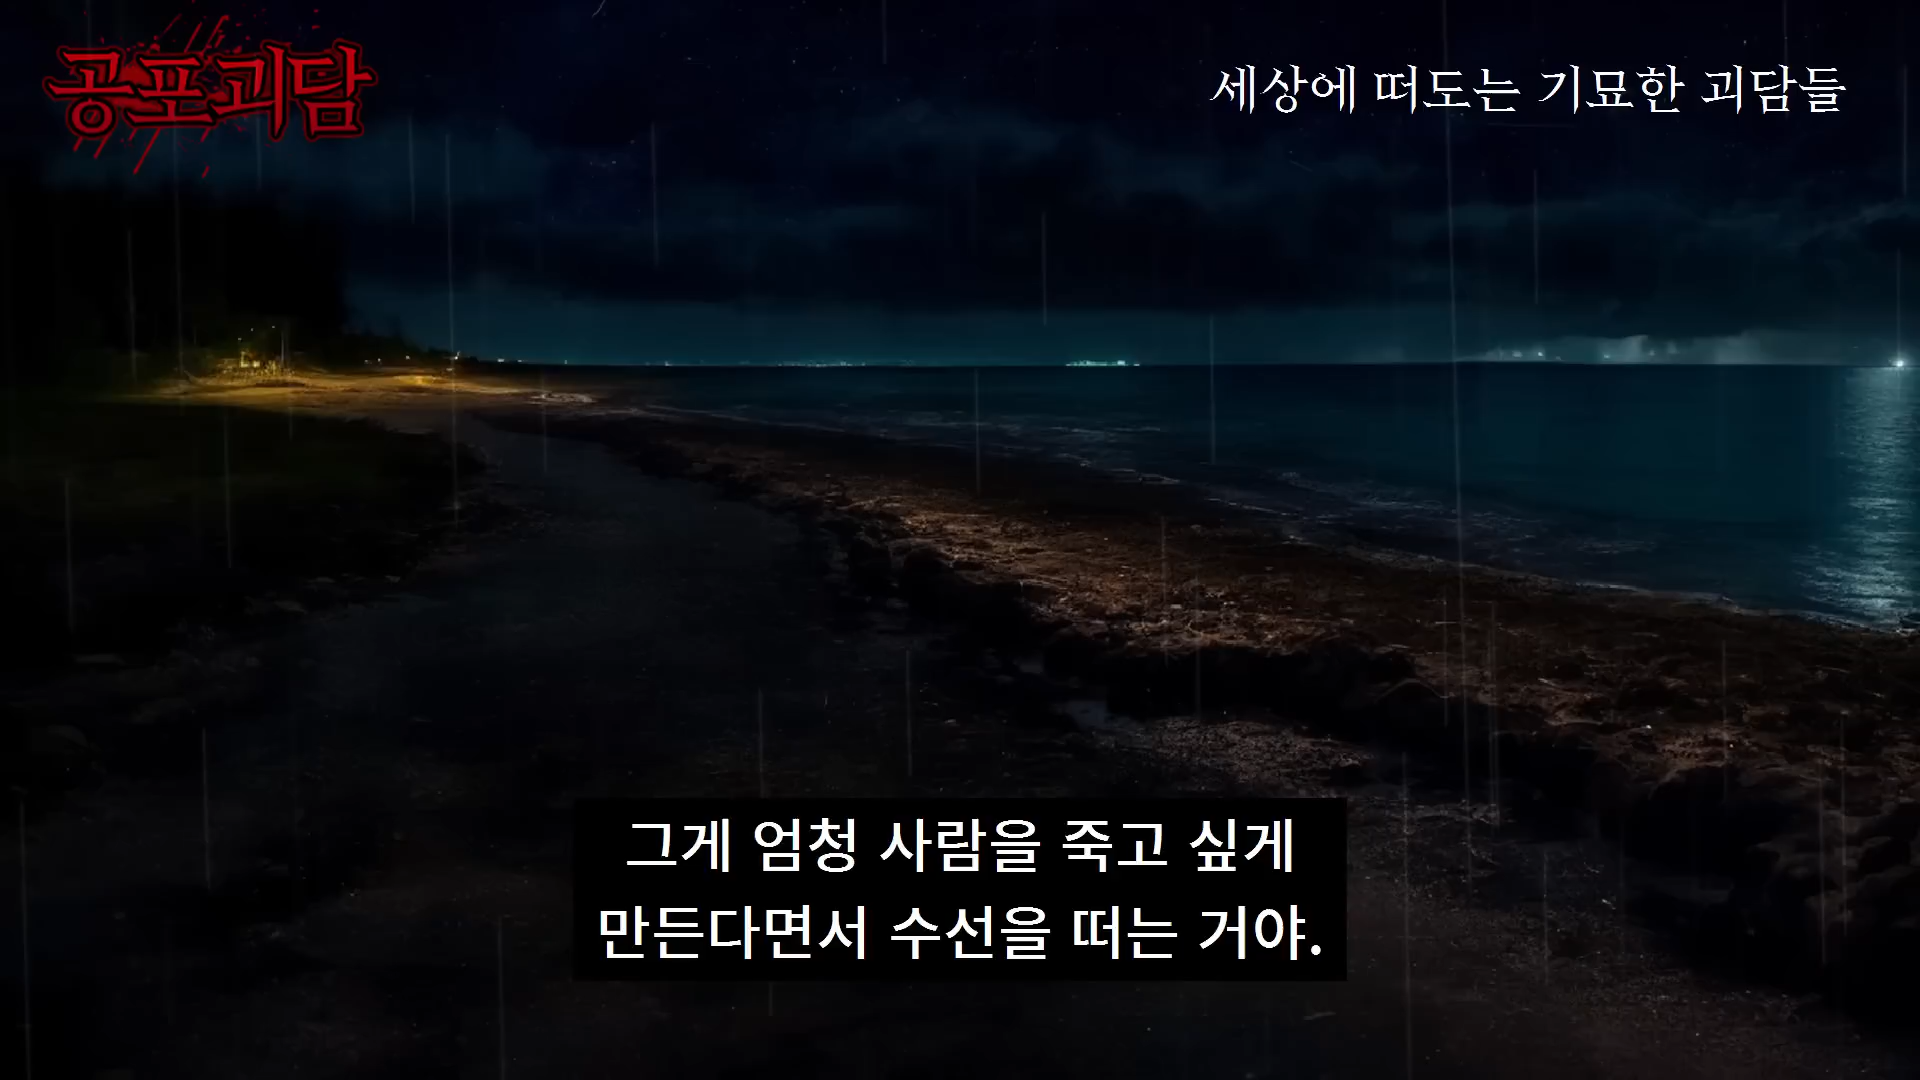 공포괴담
세상에 떠도는 기묘한 괴담들
그게 엄청 사람을 죽고 싶게
만든다면서 수선을 떠는 거야.